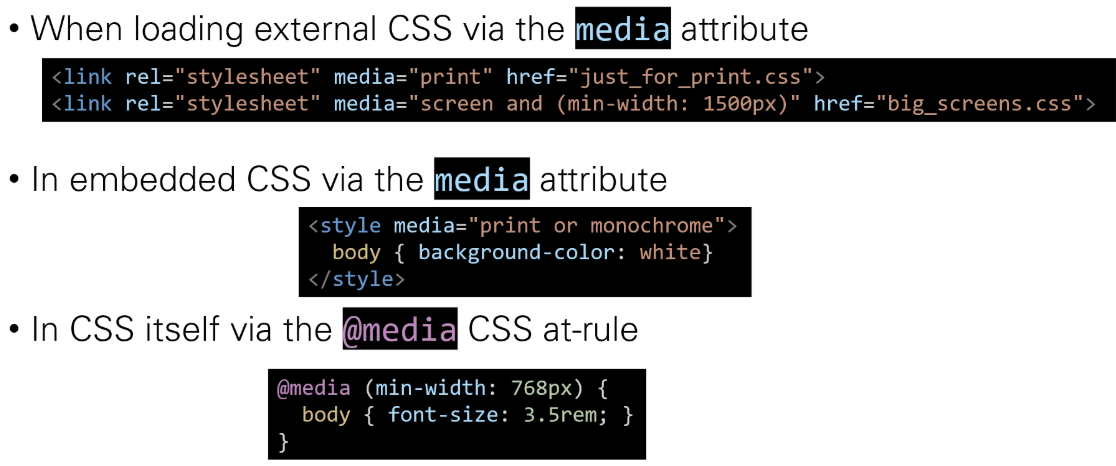 • When loading external CSS via the media attribute
<link rel="stylesheet" media="print" href="just_for_print.css">
<link rel="stylesheet" media="screen and (min-width: 1500px)" href="big_screens.css">
• In embedded CSS via the media attribute
<style media="print or monochrome">
  body { background-color: white}
</style>
• In CSS itself via the @media CSS at-rule
@media (min-width: 768px) {
  body { font-size: 3.5rem; }
}